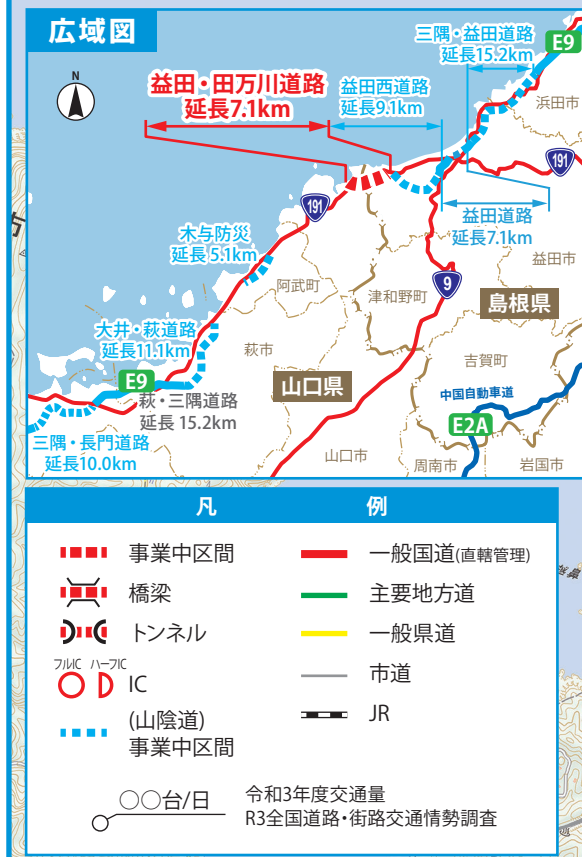 広域図
N
三隅・益田道路
延長15.2km
E9
浜田市
益田・田万川道路
延長7.1km
益田西道路
延長9.1km
191
191
益田道路
延長7.1km
木与防災
延長 5.1km
9
益田市
阿武町
津和野町
島根県
大井・萩道路
延長11.1km
萩市
吉賀町
E9
山口県
中国自動車道
萩・三隅道路
延長 15.2km
E2A
三隅・長門道路
延長10.0km
山口市
周南市
岩国市
市
凡 例
事業中区間
一般国道(直轄管理)
橋梁
主要地方道
トンネル
一般県道
フルIC ハーフIC
IC
市道
(山陰道)
事業中区間
JR
○○台/日
令和3年度交通量
R3全国道路・街路交通情勢調査